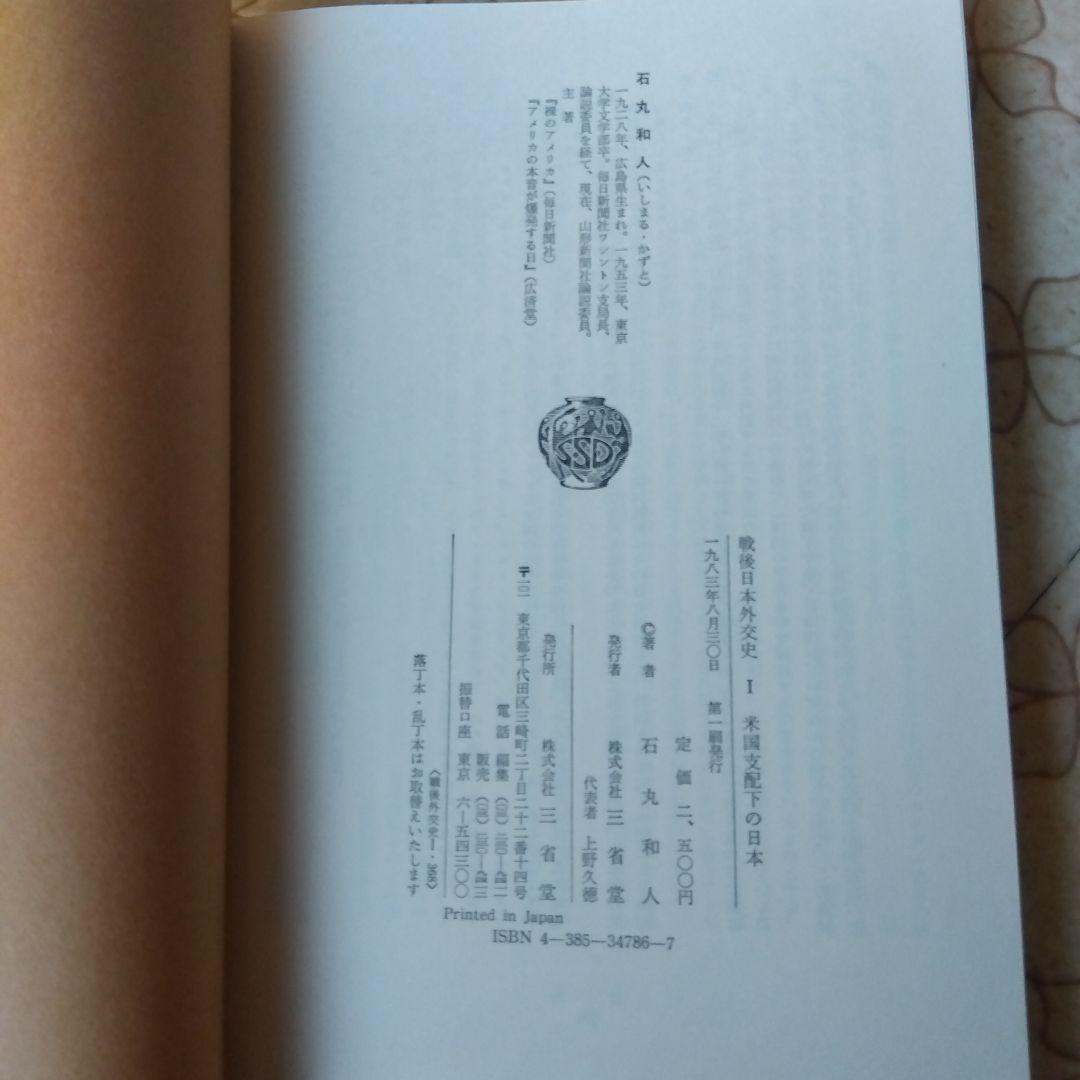 石丸和人（いしまる・かずと）
一九二八年、広島県生まれ。一九五三年、東京
大学文学部卒。毎日新聞社ワシントン支局長、
論説委員を経て、現在、山形新聞社論説委員。
主著
『裸のアメリカ』（毎日新聞社）
『アメリカの本音が爆発する日』（広済堂）
SSD
戦後日本外交史 I 米国支配下の日本
一九八三年八月三〇日 第一刷発行
定価 二、五〇〇円
©著者 石丸和人
発行者 株式会社 三省堂
代表者 上野久徳
発行所 株式会社 三省堂
〒一〇一 東京都千代田区三崎町二丁目二十二番十四号
電話 編集
販売
振替口座 東京 六―五四三〇〇
〈戦後外交史I・368〉
落丁本・乱丁本はお取替えいたします
Printed in Japan
ISBN 4―385―34786―7